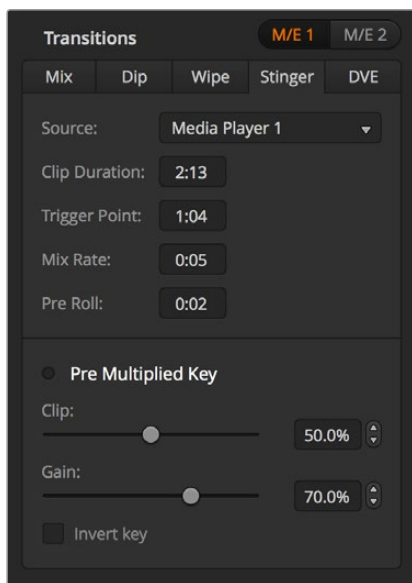 Transitions M/E 1 M/E 2
Mix Dip Wipe Stinger DVE
Source: Media Player 1
Clip Duration: 2:13
Trigger Point: 1:04
Mix Rate: 0:05
Pre Roll: 0:02
Pre Multiplied Key
Clip:
50.0%
Gain:
70.0%
Invert key